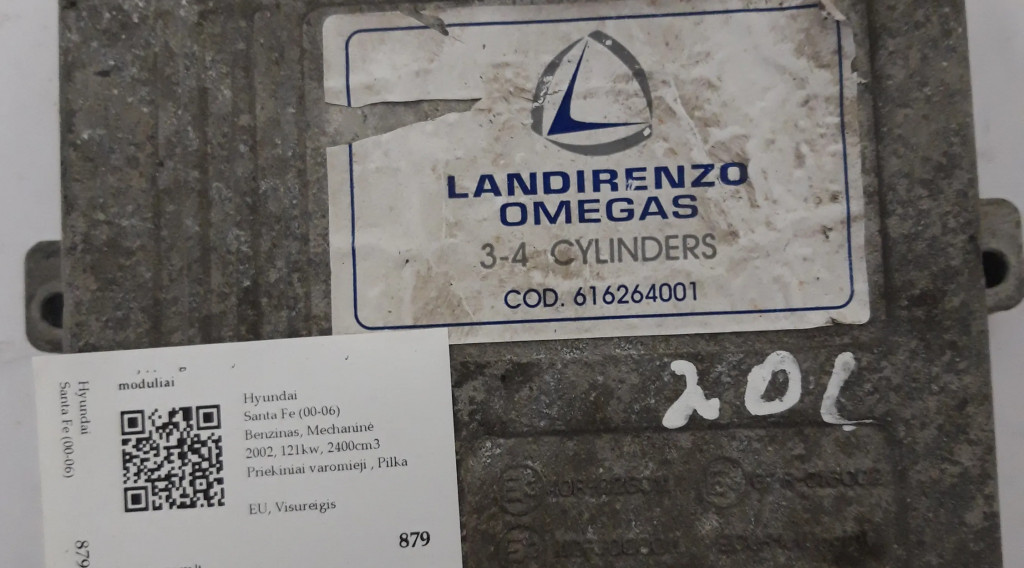 LANDIRENZO
OMEGAS
3-4 CYLINDERS
COD. 616264001
20L
moduliai
Hyundai
Santa Fe (00-06)
Benzinas, Mechaninė
2002, 121kw, 2400cm3
Priekiniai varomieji , Pilka
EU, Visureigis
879
Hyundai
Santa Fe (00-06)
879